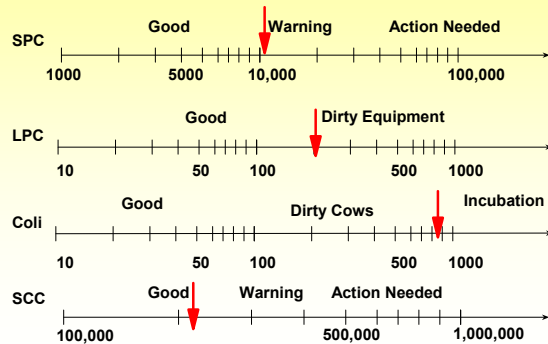 Good Warning Action Needed
SPC
1000 5000 10,000 100,000
Good Dirty Equipment
LPC
10 50 100 500 1000
Good Dirty Cows Incubation
Coli
10 50 100 500 1000
SCC Good Warning Action Needed
100,000 500,000 1,000,000